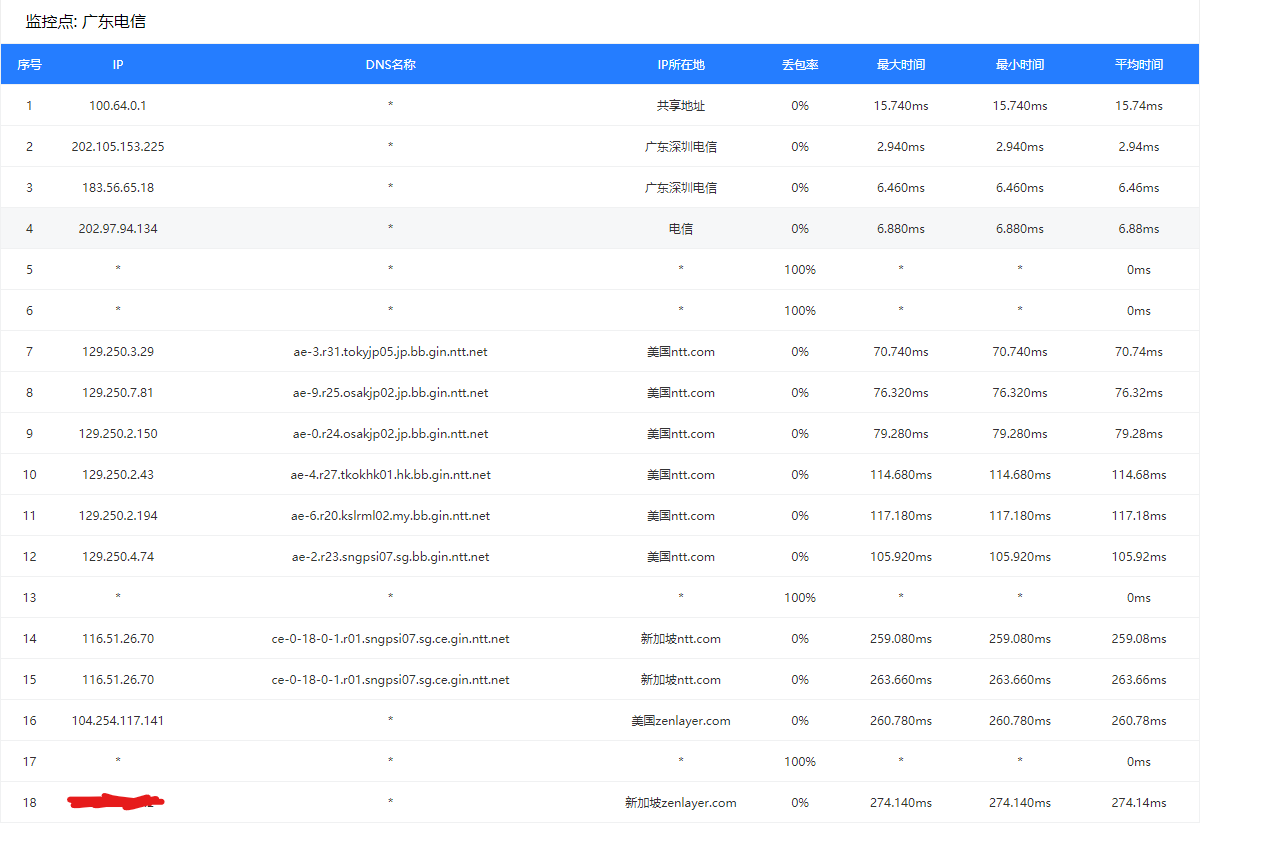 监控点: 广东电信
序号 IP DNS名称 IP所在地 丢包率 最大时间 最小时间 平均时间
1 100.64.0.1 * 共享地址 0% 15.740ms 15.740ms 15.74ms
2 202.105.153.225 * 广东深圳电信 0% 2.940ms 2.940ms 2.94ms
3 183.56.65.18 * 广东深圳电信 0% 6.460ms 6.460ms 6.46ms
4 202.97.94.134 * 电信 0% 6.880ms 6.880ms 6.88ms
5 * * * 100% * * 0ms
6 * * * 100% * * 0ms
7 129.250.3.29 ae-3.r31.tokyjp05.jp.bb.gin.ntt.net 美国ntt.com 0% 70.740ms 70.740ms 70.74ms
8 129.250.7.81 ae-9.r25.osakjp02.jp.bb.gin.ntt.net 美国ntt.com 0% 76.320ms 76.320ms 76.32ms
9 129.250.2.150 ae-0.r24.osakjp02.jp.bb.gin.ntt.net 美国ntt.com 0% 79.280ms 79.280ms 79.28ms
10 129.250.2.43 ae-4.r27.tkokhk01.hk.bb.gin.ntt.net 美国ntt.com 0% 114.680ms 114.680ms 114.68ms
11 129.250.2.194 ae-6.r20.kslrml02.my.bb.gin.ntt.net 美国ntt.com 0% 117.180ms 117.180ms 117.18ms
12 129.250.4.74 ae-2.r23.sngpsi07.sg.bb.gin.ntt.net 美国ntt.com 0% 105.920ms 105.920ms 105.92ms
13 * * * 100% * * 0ms
14 116.51.26.70 ce-0-18-0-1.r01.sngpsi07.sg.ce.gin.ntt.net 新加坡ntt.com 0% 259.080ms 259.080ms 259.08ms
15 116.51.26.70 ce-0-18-0-1.r01.sngpsi07.sg.ce.gin.ntt.net 新加坡ntt.com 0% 263.660ms 263.660ms 263.66ms
16 104.254.117.141 * 美国zenlayer.com 0% 260.780ms 260.780ms 260.78ms
17 * * * 100% * * 0ms
18 * 新加坡zenlayer.com 0% 274.140ms 274.140ms 274.14ms